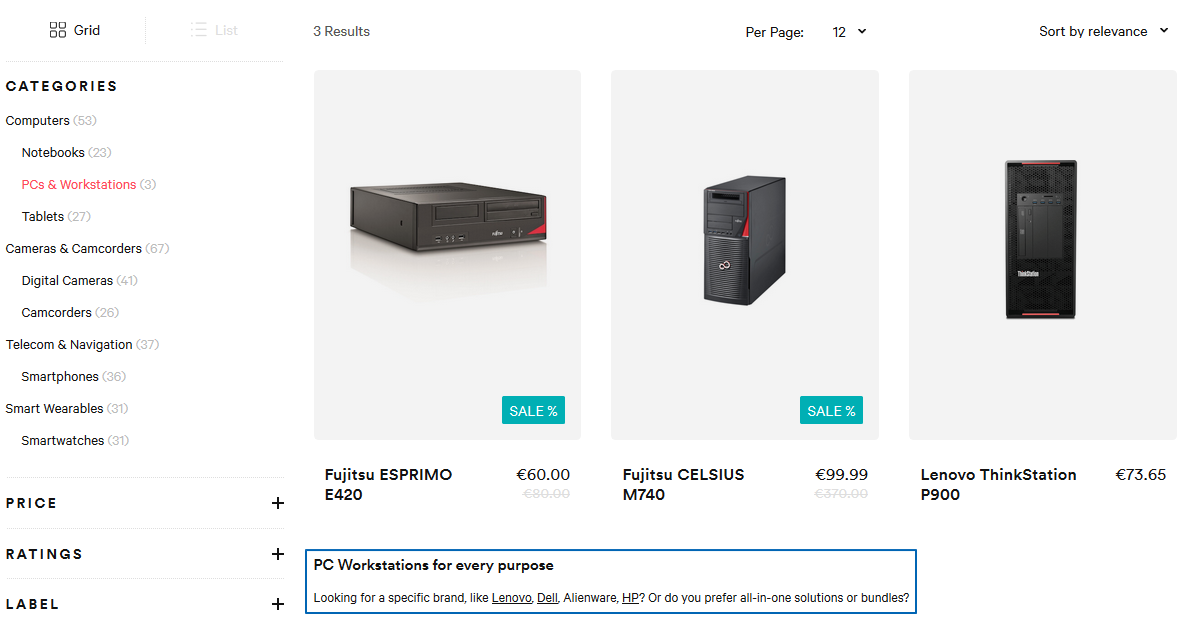 Grid
List
3 Results
Per Page: 12
Sort by relevance
CATEGORIES
Computers (53)
Notebooks (23)
PCs & Workstations (3)
Tablets (27)
Cameras & Camcorders (67)
Digital Cameras (41)
Camcorders (26)
Telecom & Navigation (37)
Smartphones (36)
Smart Wearables (31)
Smartwatches (31)
PRICE +
RATINGS +
LABEL +
ThinkStation
SALE %
SALE %
Fujitsu ESPRIMO E420
€60.00
€80.00
Fujitsu CELSIUS M740
€99.99
€370.00
Lenovo ThinkStation P900
€73.65
PC Workstations for every purpose
Looking for a specific brand, like Lenovo, Dell, Alienware, HP? Or do you prefer all-in-one solutions or bundles?